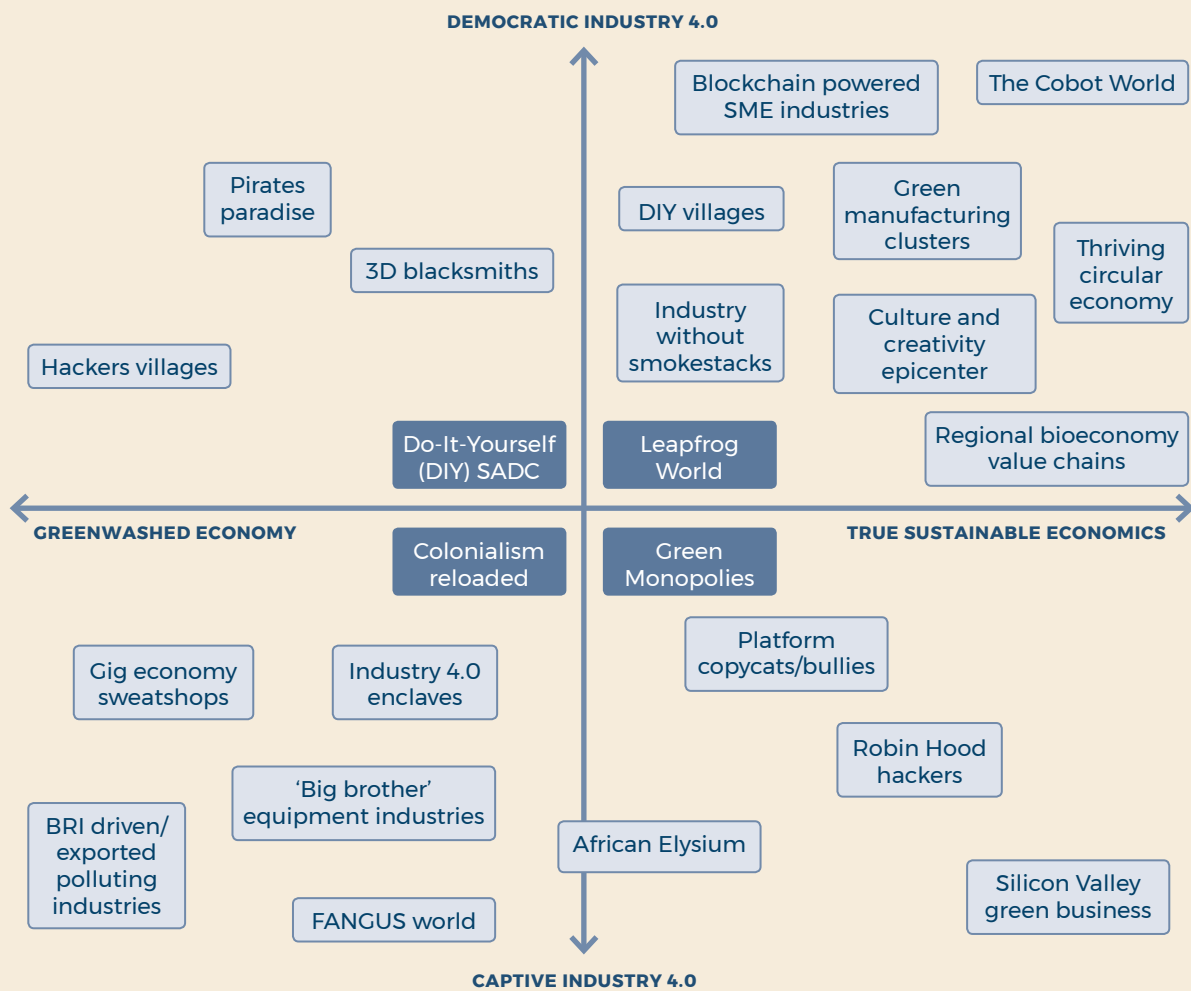 DEMOCRATIC INDUSTRY 4.0
Blockchain powered
SME industries
The Cobot World
Pirates
paradise
DIY villages
Green
manufacturing
clusters
3D blacksmiths
Thriving
circular
economy
Industry
without
smokestacks
Culture and
creativity
epicenter
Hackers villages
Do-It-Yourself
(DIY) SADC
Leapfrog
World
Regional bioeconomy
value chains
GREENWASHED ECONOMY
TRUE SUSTAINABLE ECONOMICS
Colonialism
reloaded
Green
Monopolies
Platform
copycats/bullies
Gig economy
sweatshops
Industry 4.0
enclaves
Robin Hood
hackers
‘Big brother’
equipment industries
BRI driven/
exported
polluting
industries
African Elysium
Silicon Valley
green business
FANGUS world
CAPTIVE INDUSTRY 4.0